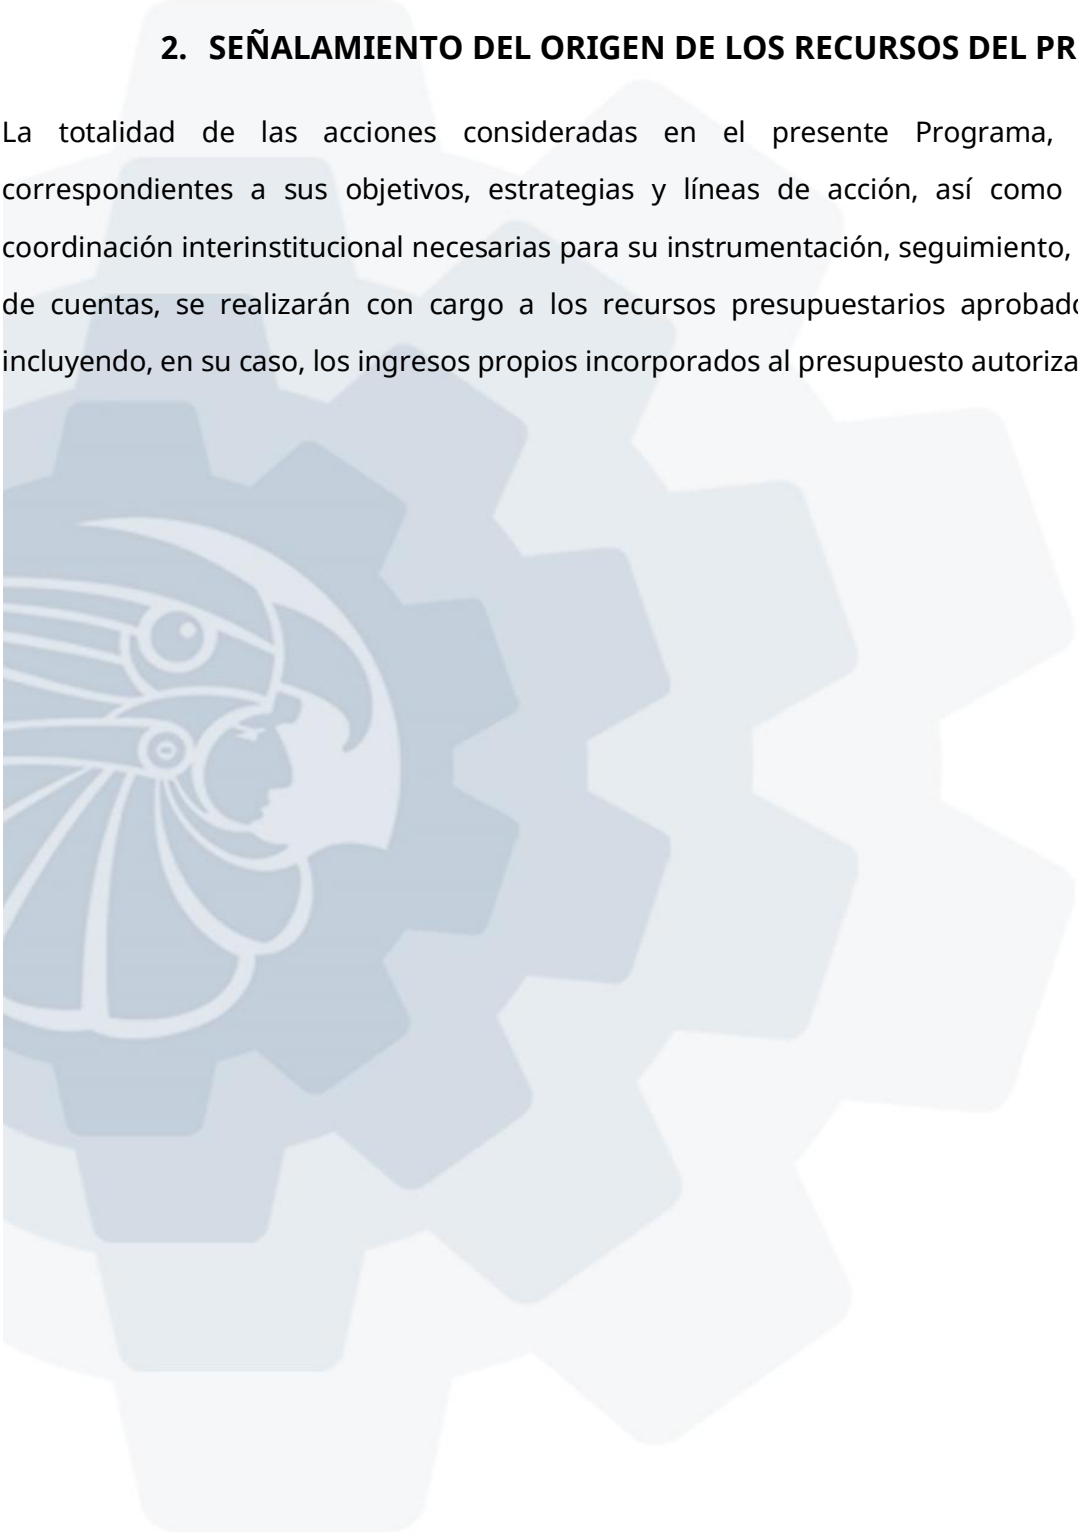 2. SEÑALAMIENTO DEL ORIGEN DE LOS RECURSOS DEL PR
La totalidad de las acciones consideradas en el presente Programa,
correspondientes a sus objetivos, estrategias y líneas de acción, así como
coordinación interinstitucional necesarias para su instrumentación, seguimiento,
de cuentas, se realizarán con cargo a los recursos presupuestarios aprobado
incluyendo, en su caso, los ingresos propios incorporados al presupuesto autoriza